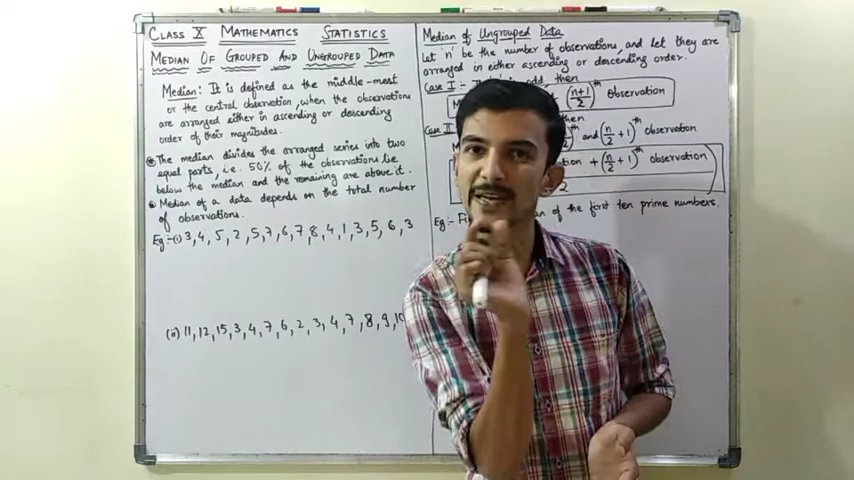 CLASS X MATHEMATICS STATISTICS
MEDIAN OF GROUPED AND UNGROUPED DATA
Median:- It is defined as the middle-most
or the central observation, when the observations
are arranged either in ascending or descending
order of their magnitudes.
The median divides the arranged series into two
equal parts, i.e. 50% of the observations lie
below the median and the remaining are above it.
Median of a data depends on the total number
of observations.
Eg:-(i) 3, 4, 5, 2, 5, 7, 6, 7, 8, 4, 1, 3, 5, 6, 3
(ii) 11, 12, 15, 3, 4, 7, 6, 2, 3, 4, 7, 8, 9, 10
Median of Ungrouped Data
Let 'n' be the number of observations, and let they are
arranged in either ascending or descending order.
Case I:- odd, then
(n+1/2)th Observation
Case II then
and (n/2 +1)th observation
+ (n/2 +1)th observation)
2
Eg:- of the first ten prime numbers.